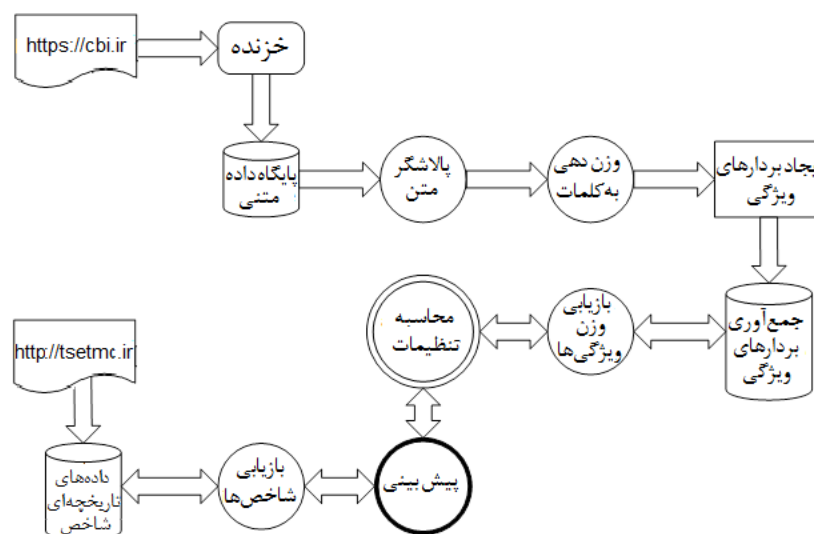 https://cbi.ir
خزنده
پایگاه داده
متنی
پالاشگر
متن
وزن دهی
به کلمات
یجاد بردارهای
ویژگی
جمع‌آوری
بردارهای
ویژگی
بازیابی
وزن
ویژگی‌ها
محاسبه
تنظیمات
http://tsetmc.ir
داده‌های
تاریخچه‌ای
شاخص
بازیابی
شاخص‌ها
پیش بینی